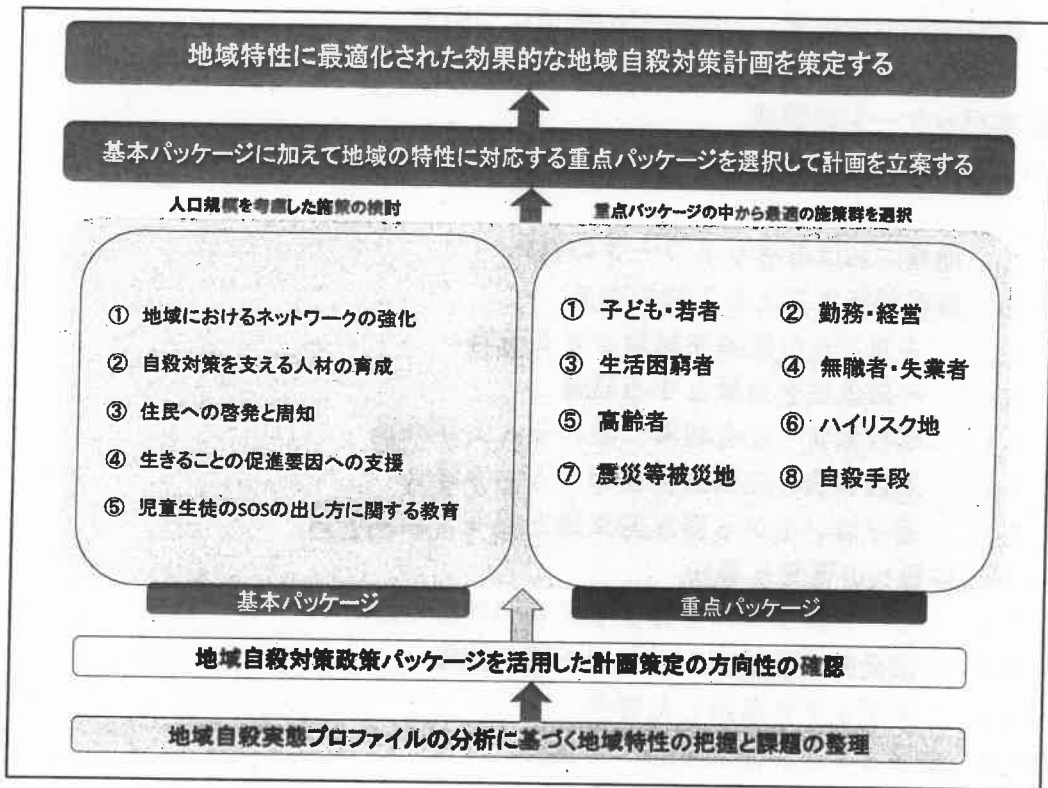 地域特性に最適化された効果的な地域自殺対策計画を策定する
基本パッケージに加えて地域の特性に対応する重点パッケージを選択して計画を立案する
人口規模を考慮した施策の検討
重点パッケージの中から最適の施策群を選択
① 地域におけるネットワークの強化
② 自殺対策を支える人材の育成
③ 住民への啓発と周知
④ 生きることの促進要因への支援
⑤ 児童生徒のSOSの出し方に関する教育
基本パッケージ
① 子ども・若者
② 勤務・経営
③ 生活困窮者
④ 無職者・失業者
⑤ 高齢者
⑥ ハイリスク地
⑦ 震災等被災地
⑧ 自殺手段
重点パッケージ
地域自殺対策政策パッケージを活用した計画策定の方向性の確認
地域自殺実態プロファイルの分析に基づく地域特性の把握と課題の整理